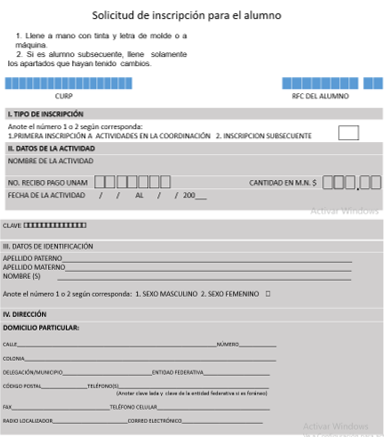 Solicitud de inscripción para el alumno
1. Llene a mano con tinta y letra de molde o a
máquina.
2. Si es alumno subsecuente, llene solamente
los apartados que hayan tenido cambios.
CURP RFC DEL ALUMNO
I. TIPO DE INSCRIPCIÓN
Anote el número 1 o 2 según corresponda:
1.PRIMERA INSCRIPCIÓN A ACTIVIDADES EN LA COORDINACIÓN 2. INSCRIPCION SUBSECUENTE
II. DATOS DE LA ACTIVIDAD
NOMBRE DE LA ACTIVIDAD
NO. RECIBO PAGO UNAM CANTIDAD EN M.N. $
FECHA DE LA ACTIVIDAD / / AL / / 200___
Activar Windows
CLAVE
III. DATOS DE IDENTIFICACIÓN
APELLIDO PATERNO
APELLIDO MATERNO
NOMBRE (S)
Anote el número 1 o 2 según corresponda: 1. SEXO MASCULINO 2. SEXO FEMENINO
IV. DIRECCIÓN
DOMICILIO PARTICULAR:
CALLE NÚMERO
COLONIA
DELEGACIÓN/MUNICIPIO ENTIDAD FEDERATIVA
CÓDIGO POSTAL TELÉFONO(S)
(Anotar clave lada y clave de la entidad federativa si es foráneo)
FAX TELÉFONO CELULAR
RADIO LOCALIZADOR CORREO ELECTRÓNICO
Activar Windows